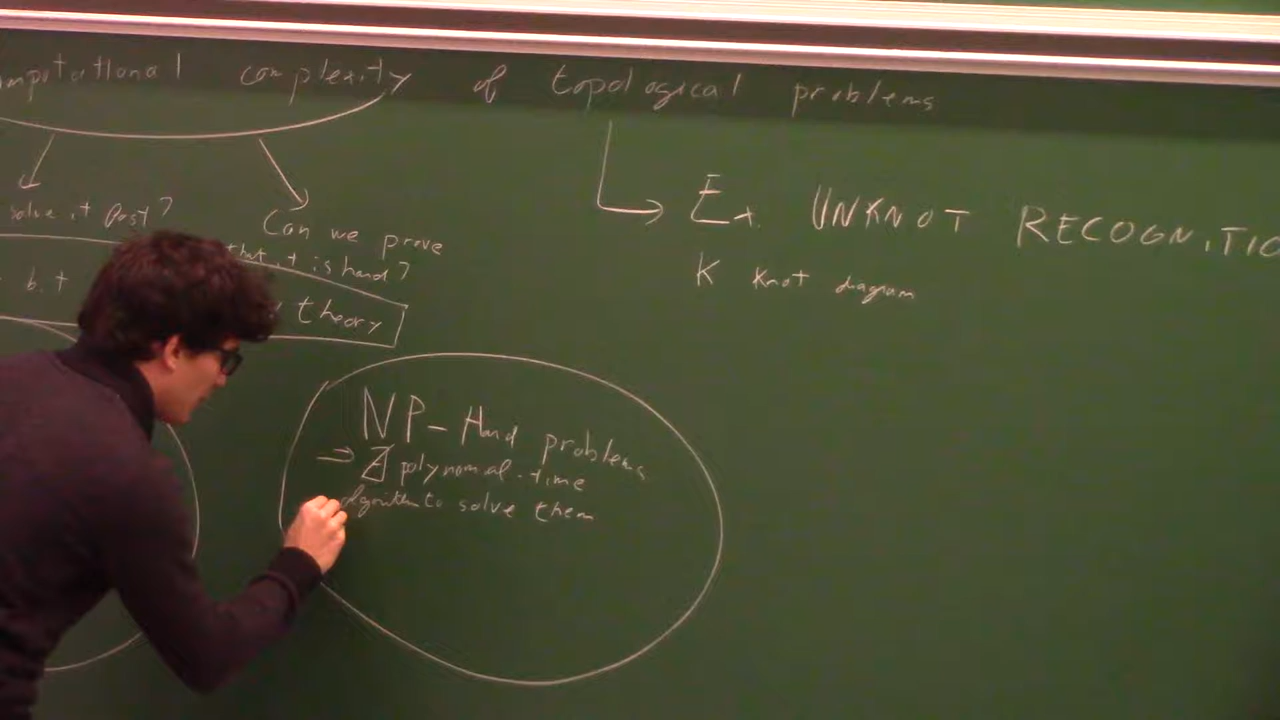 omputational complexity of topological problems
solve it fast?
Can we prove
that it is hard?
theory
Ex. UNKNOT RECOGNITIO
K Knot diagram
NP-Hard problems
⇒ ∄ polynomial-time
algorithm to solve them